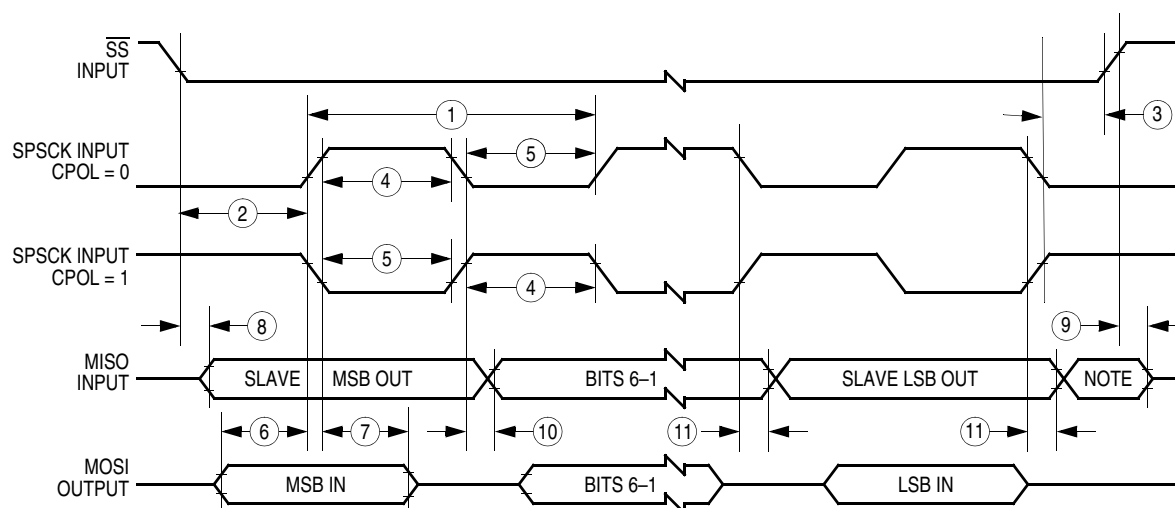 SS
INPUT
1
3
SPSCK INPUT
CPOL = 0
5
4
2
SPSCK INPUT
CPOL = 1
5
4
8
9
MISO
INPUT
SLAVE MSB OUT
BITS 6–1
SLAVE LSB OUT
NOTE
6
7
10
11
11
MOSI
OUTPUT
MSB IN
BITS 6–1
LSB IN